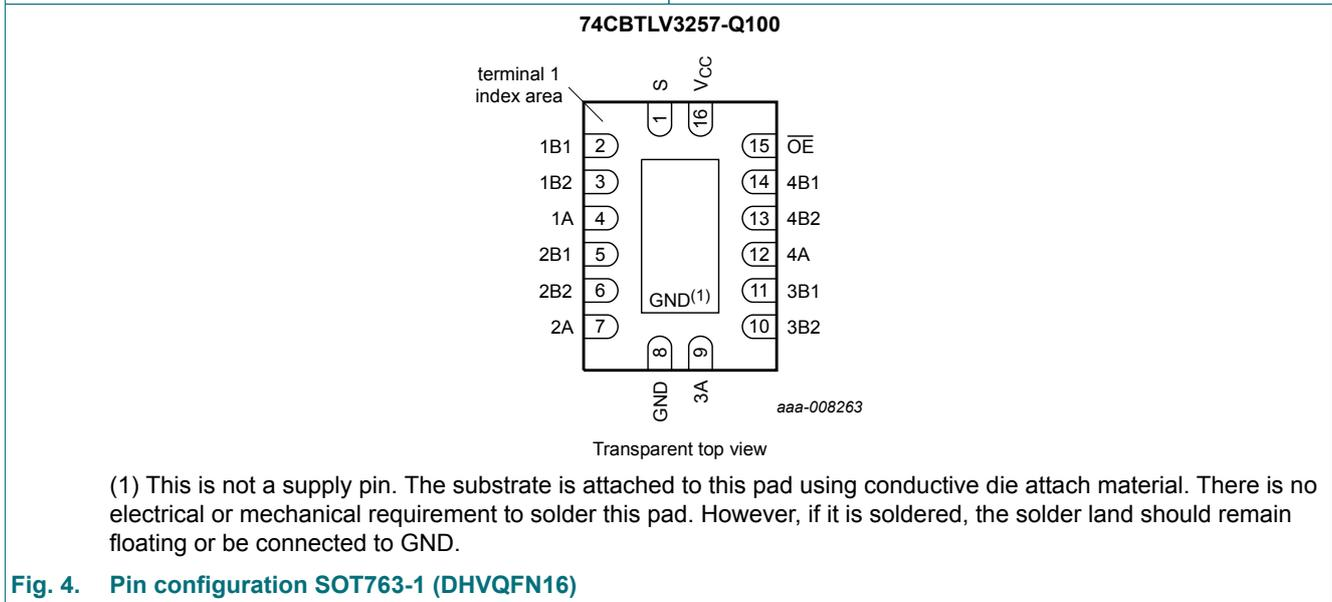 74CBTLV3257-Q100
terminal 1
index area
S
VCC
1
16
1B1 2
15 OE
1B2 3
14 4B1
1A 4
13 4B2
2B1 5
12 4A
2B2 6
11 3B1
GND(1)
2A 7
10 3B2
8
9
GND
3A
aaa-008263
Transparent top view
(1) This is not a supply pin. The substrate is attached to this pad using conductive die attach material. There is no
electrical or mechanical requirement to solder this pad. However, if it is soldered, the solder land should remain
floating or be connected to GND.
Fig. 4. Pin configuration SOT763-1 (DHVQFN16)